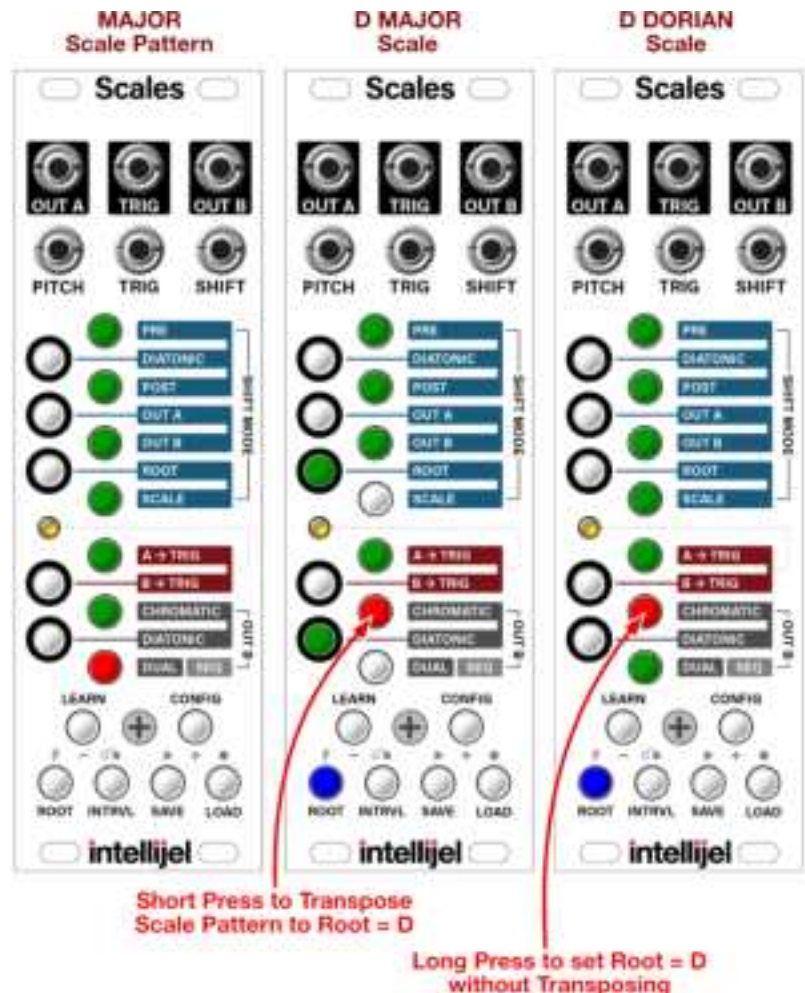 MAJOR
Scale Pattern
D MAJOR
Scale
D DORIAN
Scale
Scales
OUT A TRIG OUT B
PITCH TRIG SHIFT
PRE
DIATONIC
POST
OUT A
OUT B
ROOT
SCALE
SHIFT MODE
A → TRIG
B → TRIG
CHROMATIC
DIATONIC
DUAL SEQ
OUT B
LEARN CONFIG
ROOT INTRVL SAVE LOAD
intellijel
Scales
OUT A TRIG OUT B
PITCH TRIG SHIFT
PRE
DIATONIC
POST
OUT A
OUT B
ROOT
SCALE
SHIFT MODE
A → TRIG
B → TRIG
CHROMATIC
DIATONIC
DUAL SEQ
OUT B
LEARN CONFIG
ROOT INTRVL SAVE LOAD
intellijel
Scales
OUT A TRIG OUT B
PITCH TRIG SHIFT
PRE
DIATONIC
POST
OUT A
OUT B
ROOT
SCALE
SHIFT MODE
A → TRIG
B → TRIG
CHROMATIC
DIATONIC
DUAL SEQ
OUT B
LEARN CONFIG
ROOT INTRVL SAVE LOAD
intellijel
Short Press to Transpose
Scale Pattern to Root = D
Long Press to set Root = D
without Transposing